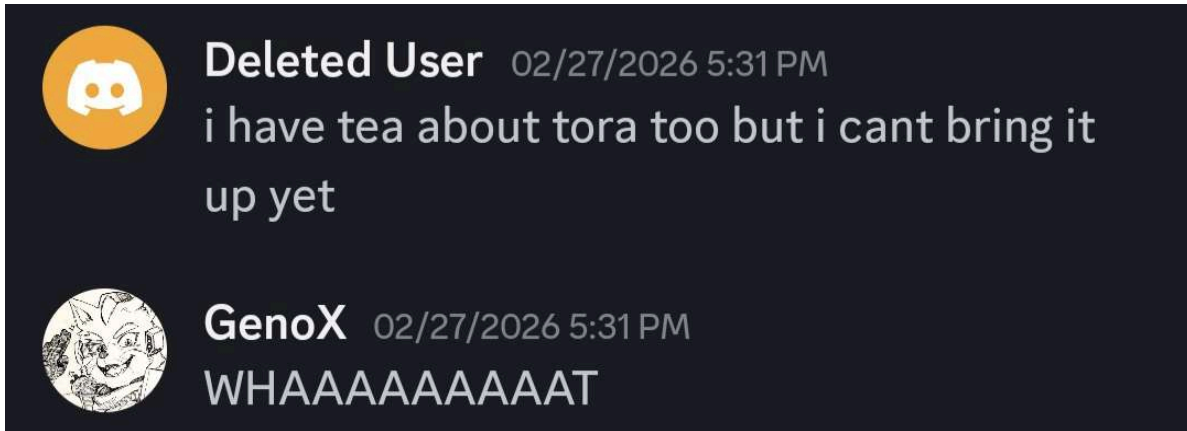 Deleted User 02/27/2026 5:31 PM
i have tea about tora too but i cant bring it
up yet
GenoX 02/27/2026 5:31 PM
WHAAAAAAAAAAT